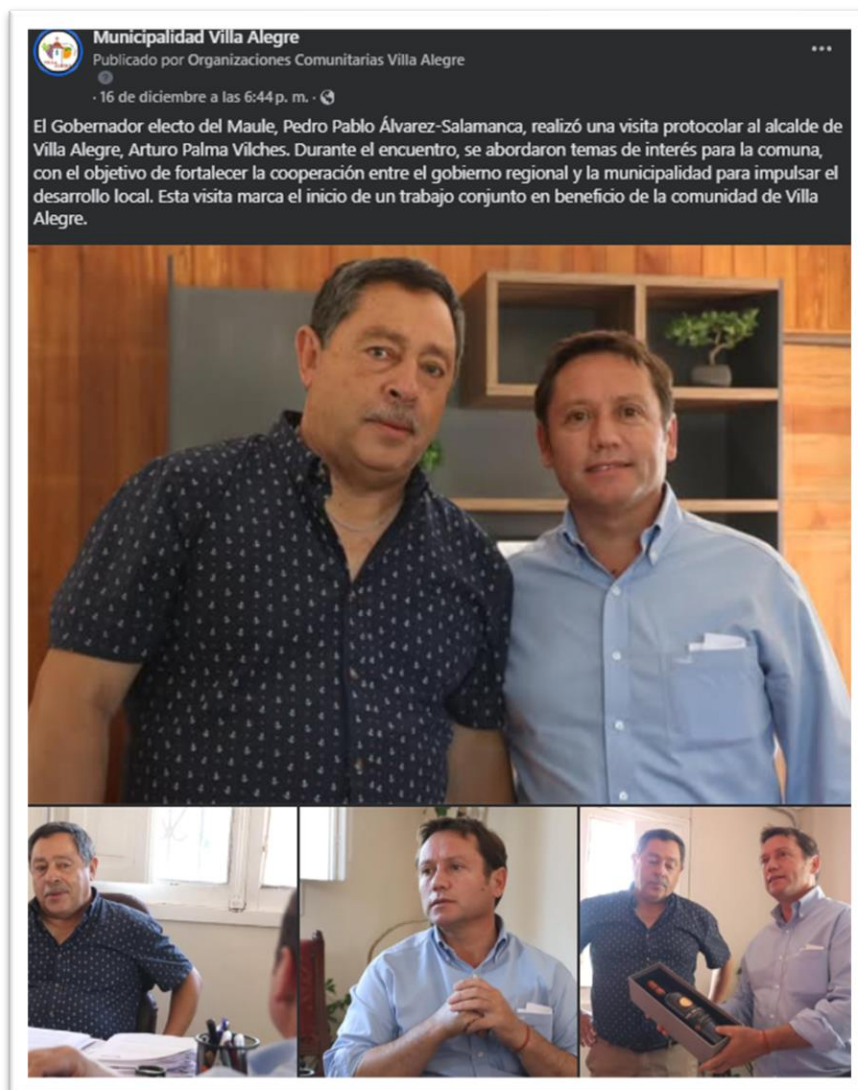 Municipalidad Villa Alegre
Publicado por Organizaciones Comunitarias Villa Alegre
· 16 de diciembre a las 6:44 p. m. ·
El Gobernador electo del Maule, Pedro Pablo Álvarez-Salamanca, realizó una visita protocolar al alcalde de
Villa Alegre, Arturo Palma Vilches. Durante el encuentro, se abordaron temas de interés para la comuna,
con el objetivo de fortalecer la cooperación entre el gobierno regional y la municipalidad para impulsar el
desarrollo local. Esta visita marca el inicio de un trabajo conjunto en beneficio de la comunidad de Villa
Alegre.